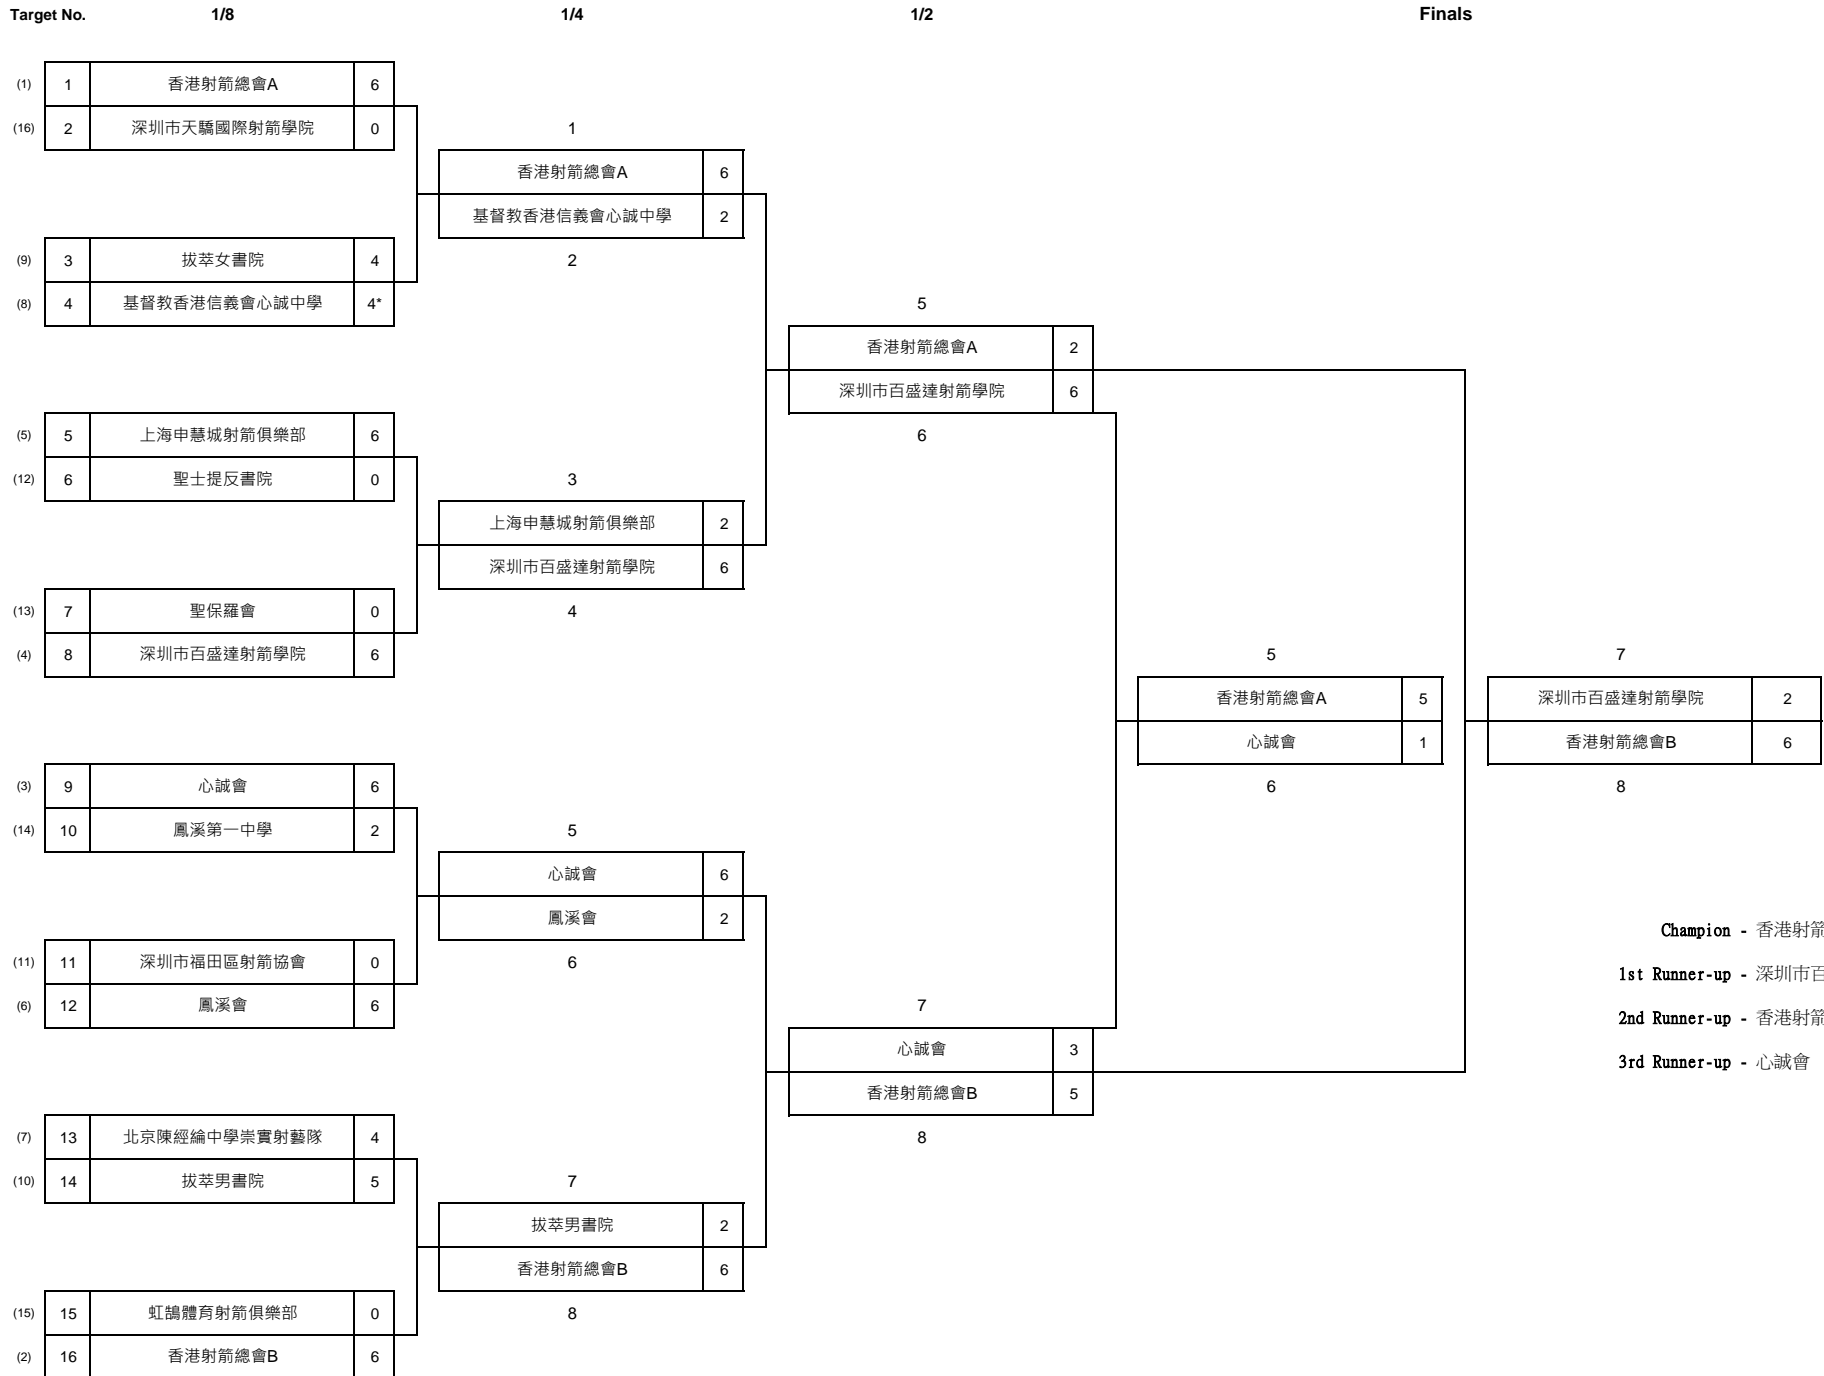 Target No. 1/8 1/4 1/2 Finals
(1) 1 香港射箭總會A 6
(16) 2 深圳市天驕國際射箭學院 0
1
香港射箭總會A 6
基督教香港信義會心誠中學 2
2
(9) 3 拔萃女書院 4
(8) 4 基督教香港信義會心誠中學 4*
5
香港射箭總會A 2
深圳市百盛達射箭學院 6
6
(5) 5 上海申慧城射箭俱樂部 6
(12) 6 聖士提反書院 0
3
上海申慧城射箭俱樂部 2
深圳市百盛達射箭學院 6
4
(13) 7 聖保羅會 0
(4) 8 深圳市百盛達射箭學院 6
5
香港射箭總會A 5
心誠會 1
6
7
深圳市百盛達射箭學院 2
香港射箭總會B 6
8
(3) 9 心誠會 6
(14) 10 鳳溪第一中學 2
5
心誠會 6
鳳溪會 2
6
(11) 11 深圳市福田區射箭協會 0
(6) 12 鳳溪會 6
7
心誠會 3
香港射箭總會B 5
8
Champion - 香港射箭
1st Runner-up - 深圳市百
2nd Runner-up - 香港射箭
3rd Runner-up - 心誠會
(7) 13 北京陳經綸中學崇實射藝隊 4
(10) 14 拔萃男書院 5
7
拔萃男書院 2
香港射箭總會B 6
8
(15) 15 虹鵠體育射箭俱樂部 0
(2) 16 香港射箭總會B 6